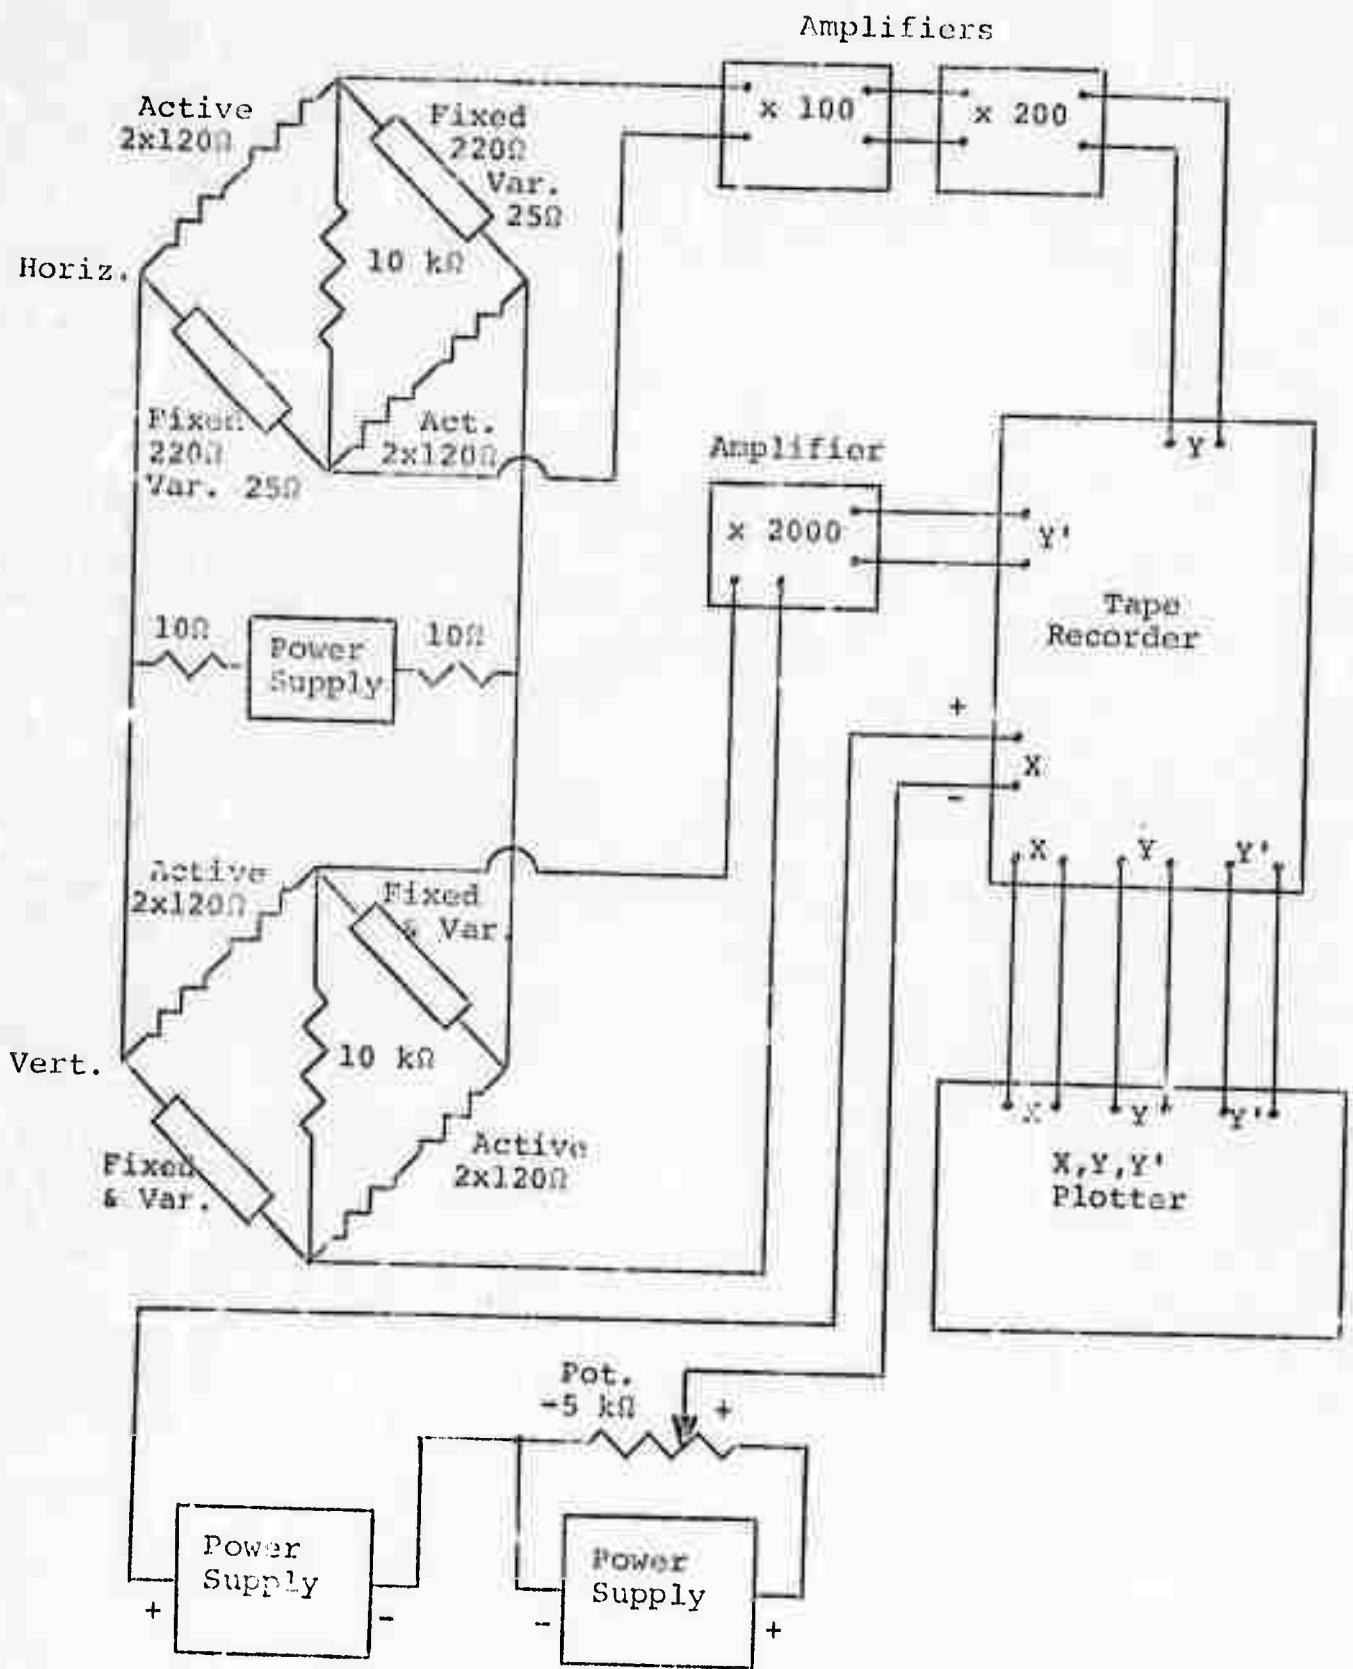 Amplifiers
Active
2x120Ω
Fixed
220Ω
Var.
25Ω
x 100
x 200
10 kΩ
Horiz.
Fixed
220Ω
Var. 25Ω
Act.
2x120Ω
Y
Amplifier
x 2000
Y'
Tape
Recorder
10Ω
Power
Supply
10Ω
+
X
-
X
Y
Y'
Active
2x120Ω
Fixed
& Var.
10 kΩ
Vert.
Fixed
& Var.
Active
2x120Ω
X
Y
Y'
X,Y,Y'
Plotter
Pot.
-5 kΩ
+
Power
Supply
+
-
Power
Supply
-
+